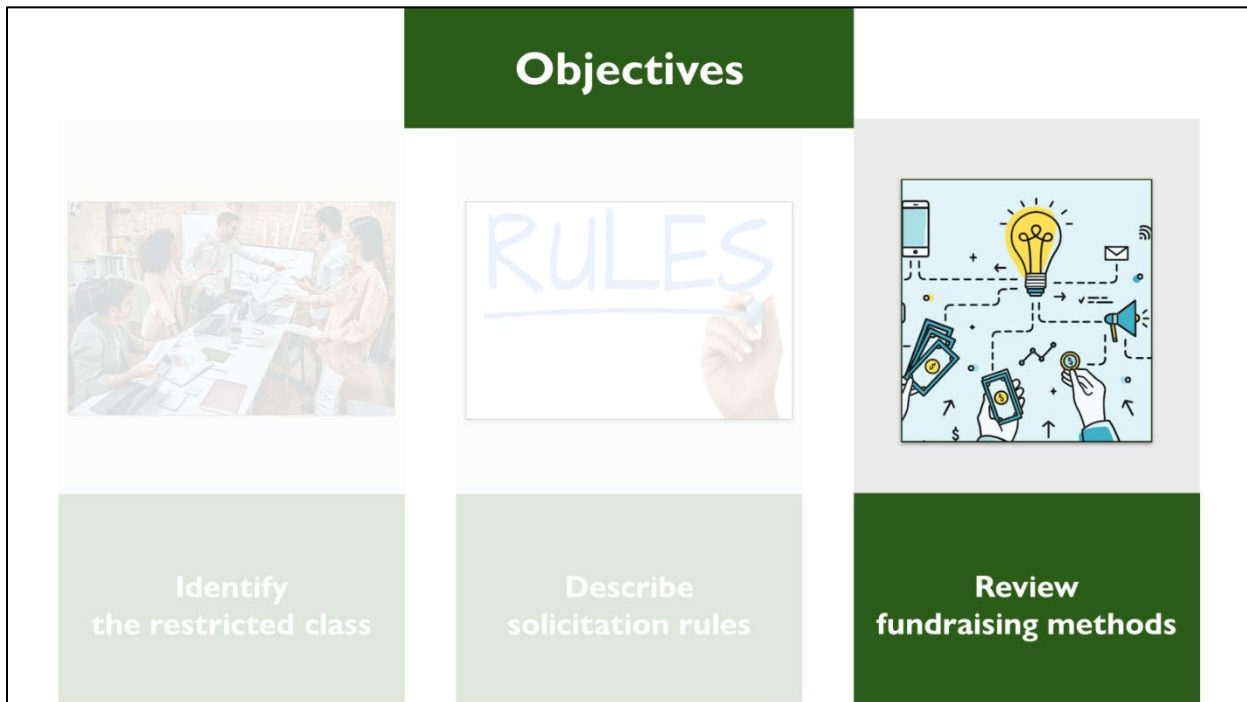 Objectives
RULES
Identify
the restricted class
Describe
solicitation rules
Review
fundraising methods